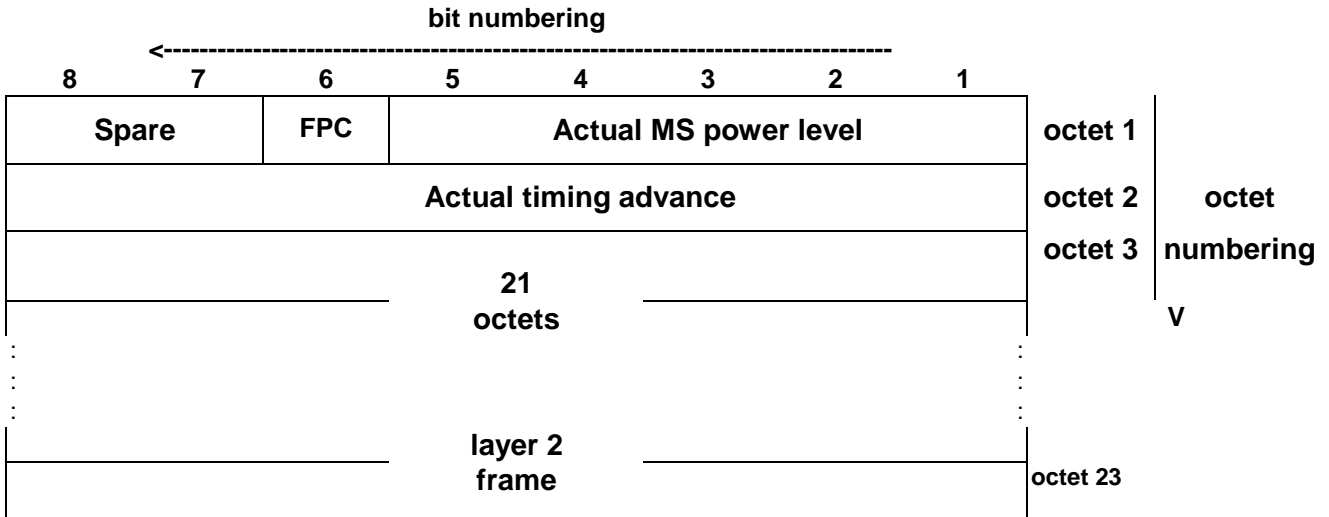 bit numbering
<---------------------------------------------------------------------------------
8 7 6 5 4 3 2 1
Spare FPC Actual MS power level octet 1
Actual timing advance octet 2 octet
octet 3 numbering
21
octets
V
: :
: :
: :
layer 2
frame octet 23